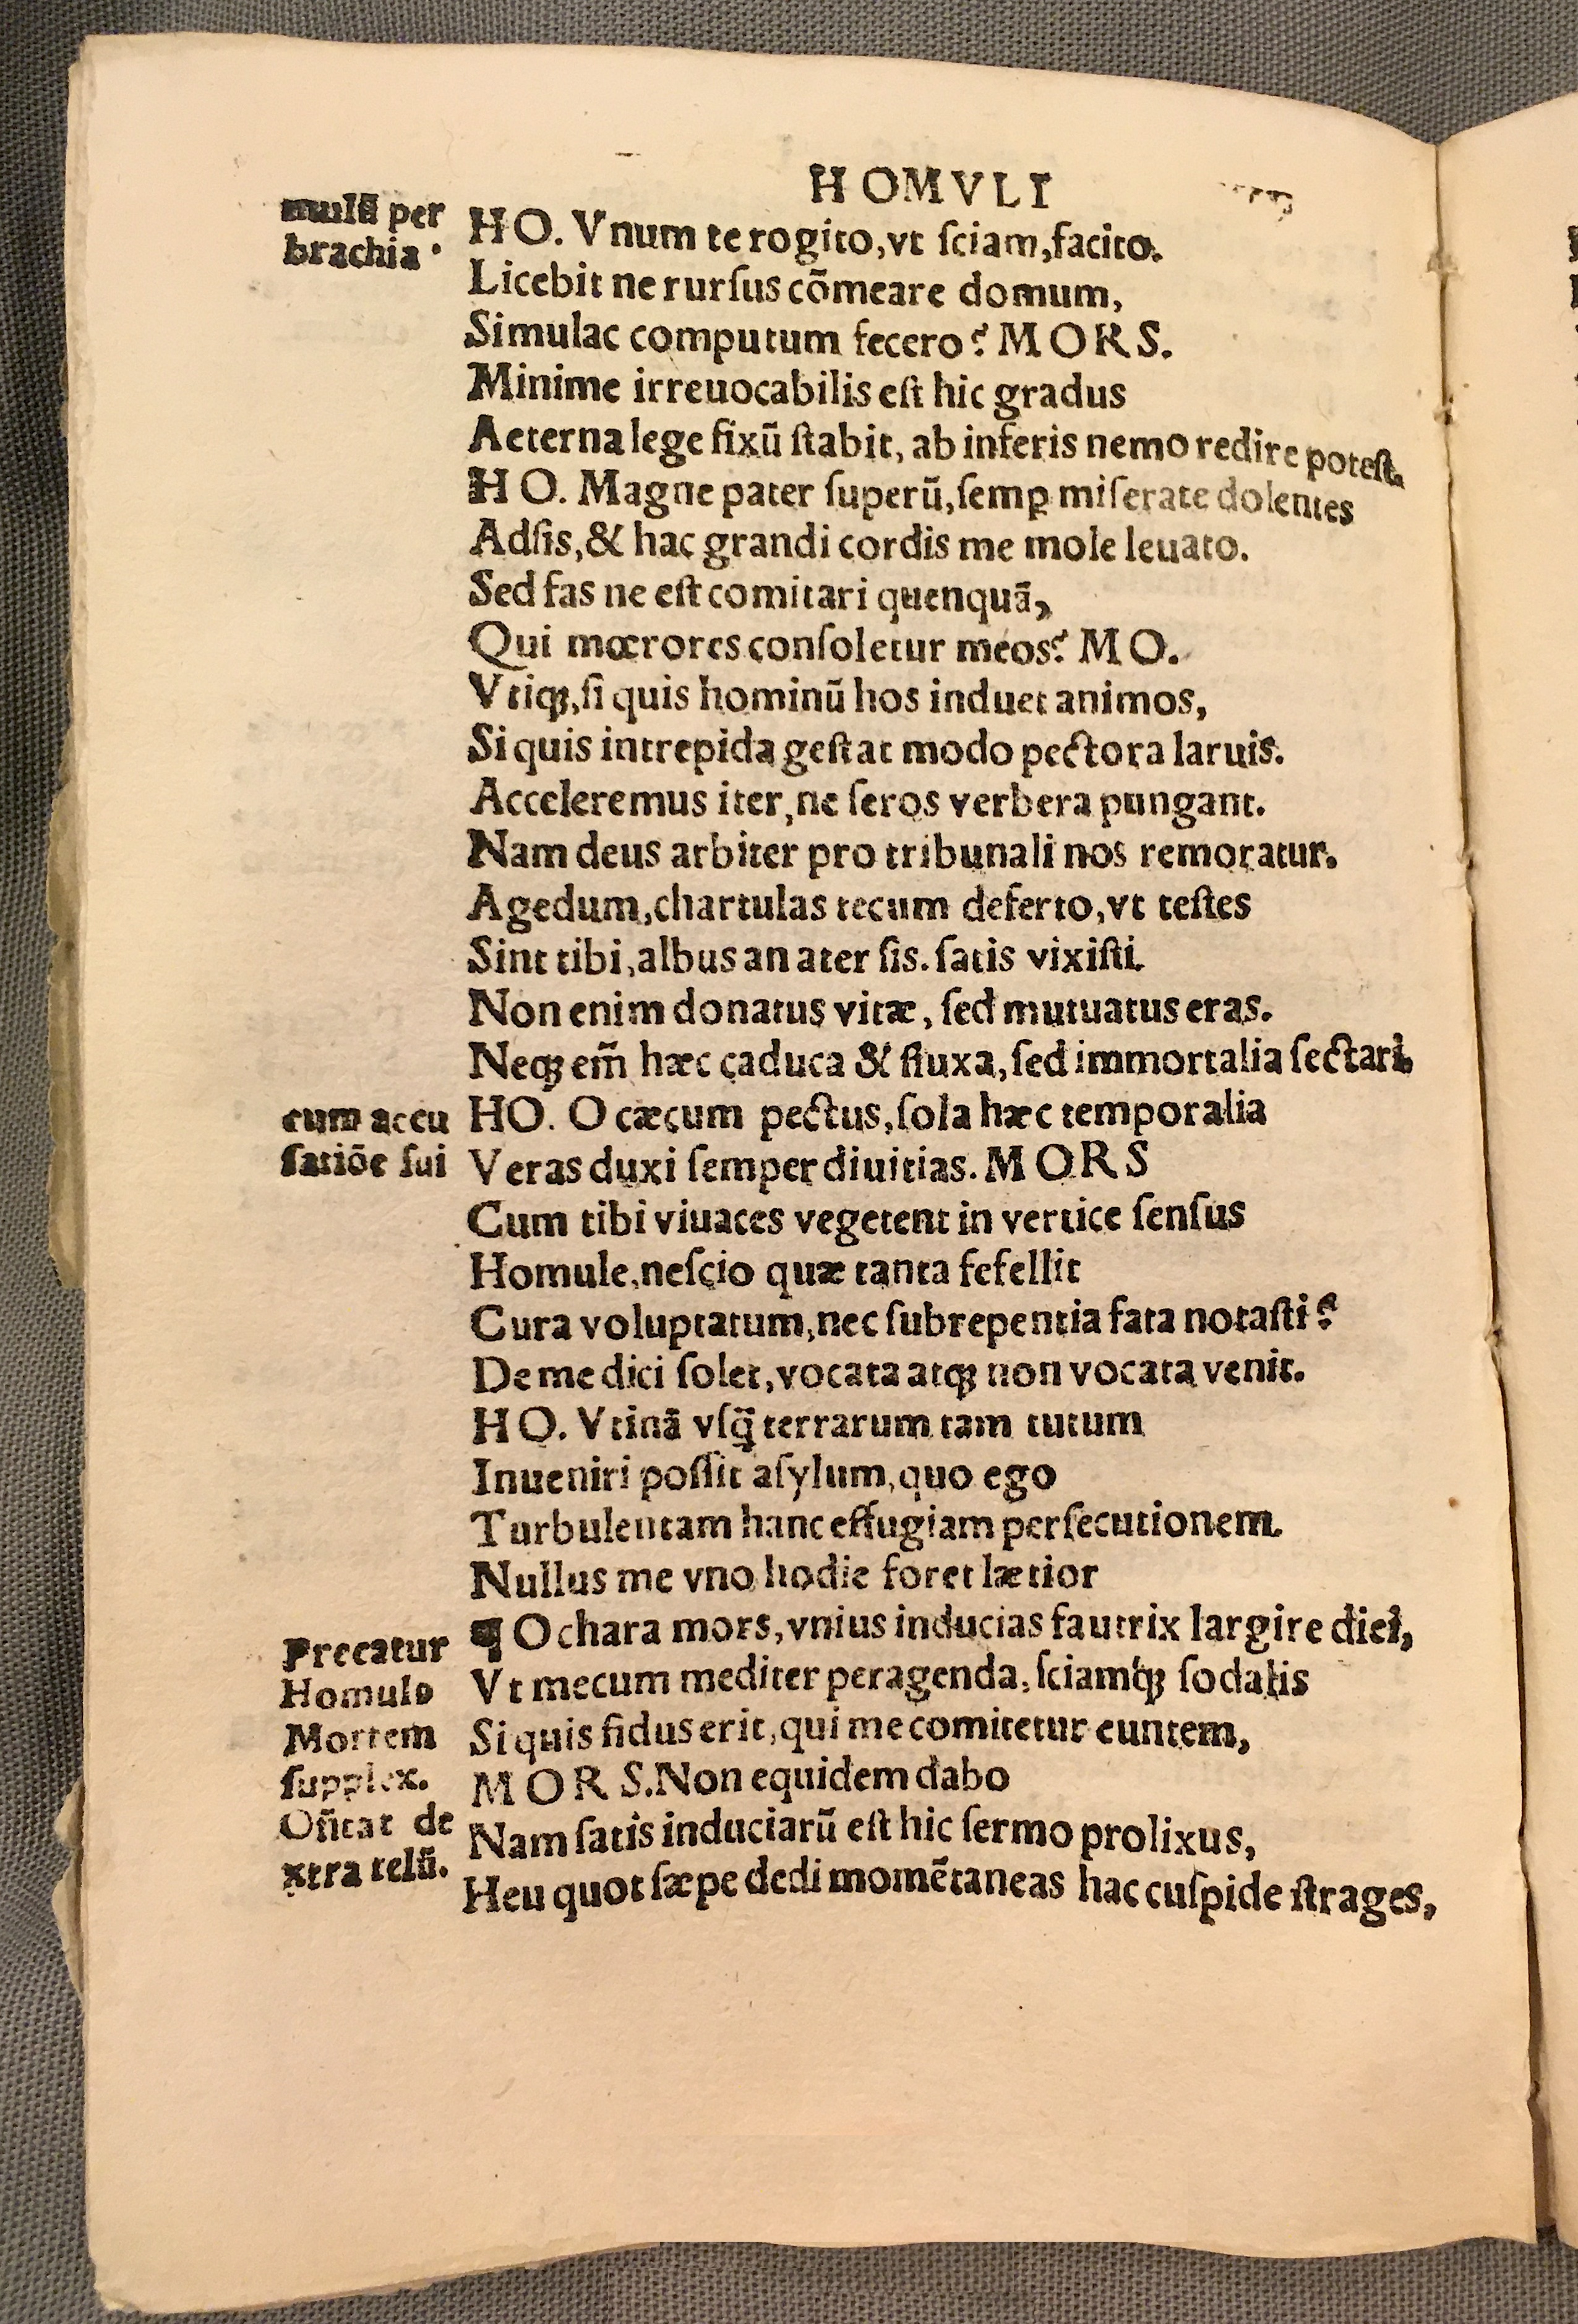 HOMVLI
mulũ per
brachia.
HO. Vnum te rogito, vt ſciam, facito.
Licebit ne rurſus cõmeare domum,
Simulac computum fecero? MORS.
Minime irreuocabilis eſt hic gradus
Aeterna lege fixũ ſtabit, ab inferis nemo redire poteſt.
HO. Magne pater ſuperũ, ſemꝑ miſerate dolentes
Adſis, & hac grandi cordis me mole leuato.
Sed fas ne eſt comitari quenquã,
Qui mœrores conſoletur meos? MO.
Vtiqꝫ, ſi quis hominũ hos induet animos,
Si quis intrepida geſtat modo pectora laruis.
Acceleremus iter, ne ſeros verbera pungant.
Nam deus arbiter pro tribunali nos remoratur.
Agedum, chartulas tecum deferto, vt teſtes
Sint tibi, albus an ater ſis. ſatis vixiſti.
Non enim donatus vitæ, ſed mutuatus eras.
Neqꝫ em̃ hæc caduca & fluxa, ſed immortalia ſectari.
cum accu
ſatiõe ſui
HO. O cæcum pectus, ſola hæc temporalia
Veras duxi ſemper diuitias. MORS
Cum tibi viuaces vegetent in vertice ſenſus
Homule, neſcio quæ tanta fefellit
Cura voluptatum, nec ſubrepentia fata notaſti?
De me dici ſolet, vocata atqꝫ non vocata venit.
HO. Vtinã vſq̃ terrarum tam tutum
Inueniri poſſit aſylum, quo ego
Turbulentam hanc effugiam perſecutionem.
Nullus me vno hodie foret lætior
Precatur
Homulo
Mortem
ſupplex.
Oſtẽtat de
xtra telũ.
¶ O chara mors, vnius inducias fautrix largire diei,
Vt mecum mediter peragenda, ſciamqꝫ́ ſodalis
Si quis fidus erit, qui me comitetur euntem,
MORS. Non equidem dabo
Nam ſatis induciarũ eſt hic ſermo prolixus,
Heu quot ſæpe dedi momẽtaneas hac cuſpide ſtrages,